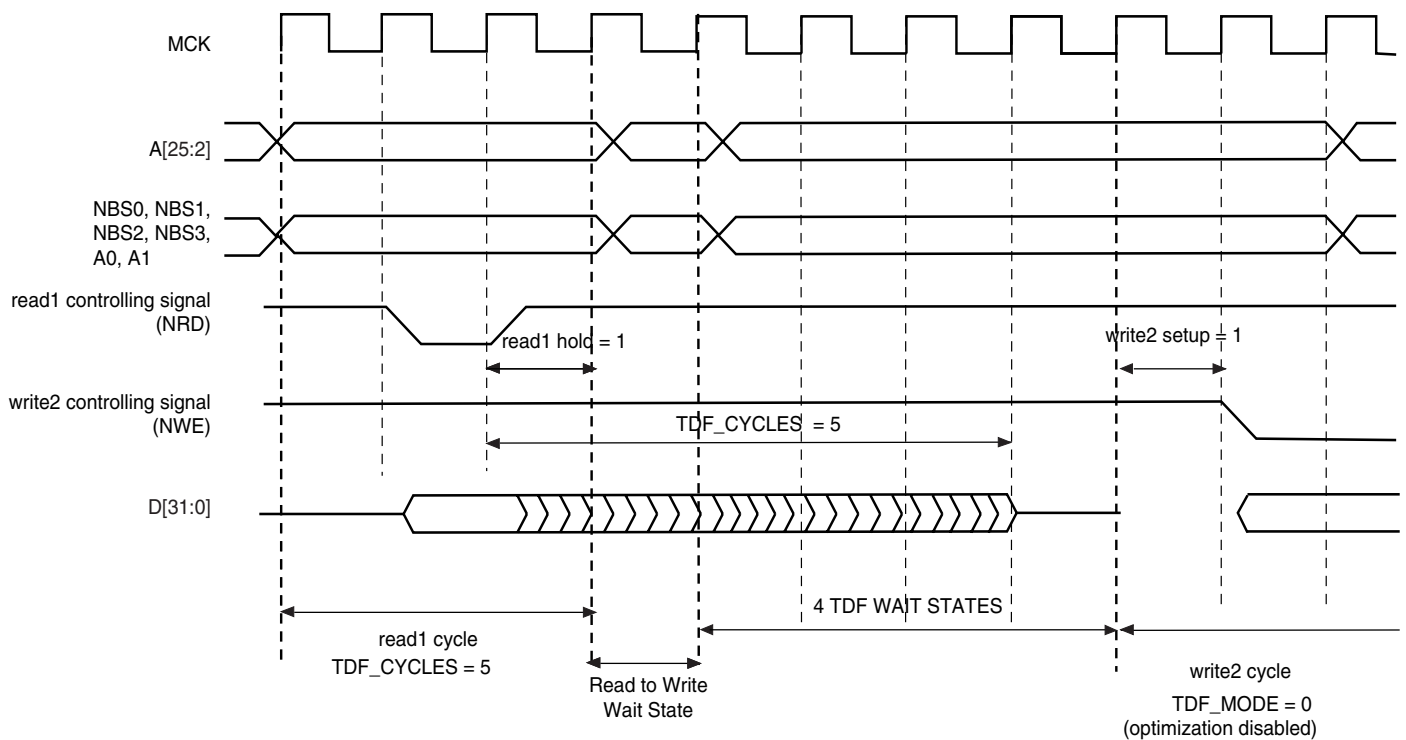 MCK
A[25:2]
NBS0, NBS1,
NBS2, NBS3,
A0, A1
read1 controlling signal
(NRD)
read1 hold = 1
write2 setup = 1
write2 controlling signal
(NWE)
TDF_CYCLES = 5
D[31:0]
4 TDF WAIT STATES
read1 cycle
TDF_CYCLES = 5
Read to Write
Wait State
write2 cycle
TDF_MODE = 0
(optimization disabled)